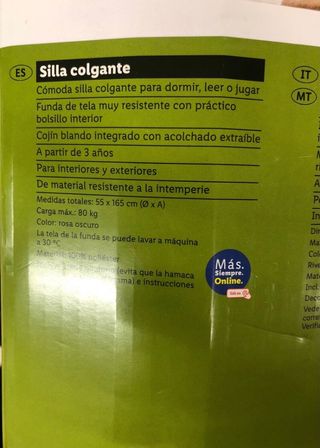 ES Silla colgante
Cómoda silla colgante para dormir, leer o jugar
Funda de tela muy resistente con práctico
bolsillo interior
Cojín blando integrado con acolchado extraíble
A partir de 3 años
Para interiores y exteriores
De material resistente a la intemperie
Medidas totales: 55 x 165 cm (Ø x A)
Carga máx.: 80 kg
Color: rosa oscuro
La tela de la funda se puede lavar a máquina
a 30 °C
Material: 100% poliéster
(evita que la hamaca
e instrucciones
Más.
Siempre.
Online.
IT
MT